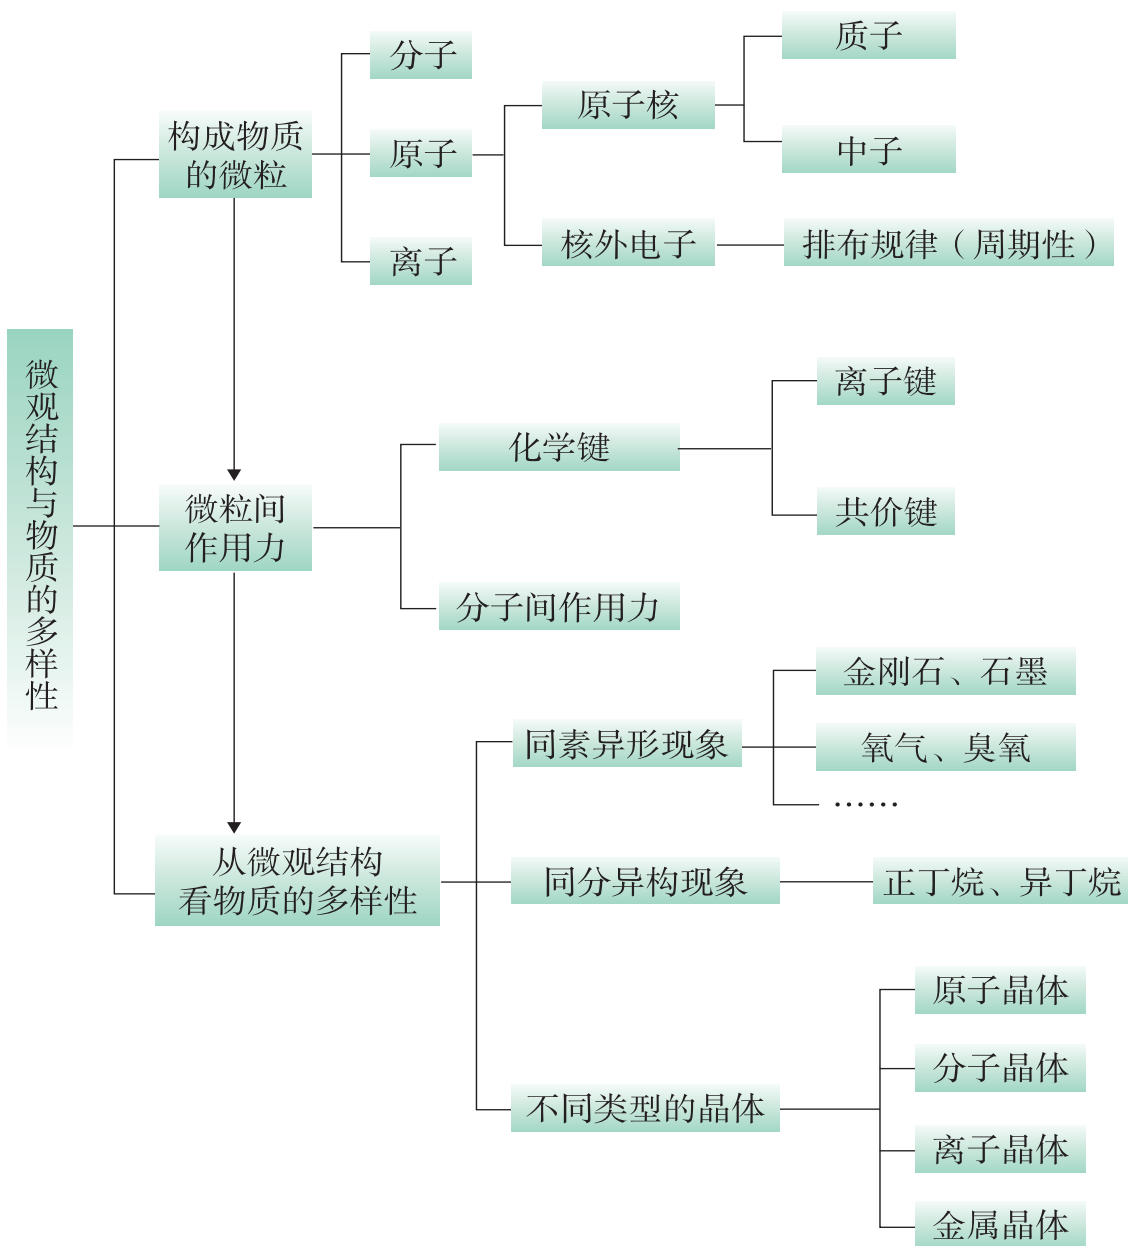 微观结构与物质的多样性
构成物质
的微粒
分子
原子
离子
原子核
质子
中子
核外电子
排布规律（周期性）
微粒间
作用力
化学键
离子键
共价键
分子间作用力
从微观结构
看物质的多样性
同素异形现象
金刚石、石墨
氧气、臭氧
······
同分异构现象
正丁烷、异丁烷
不同类型的晶体
原子晶体
分子晶体
离子晶体
金属晶体